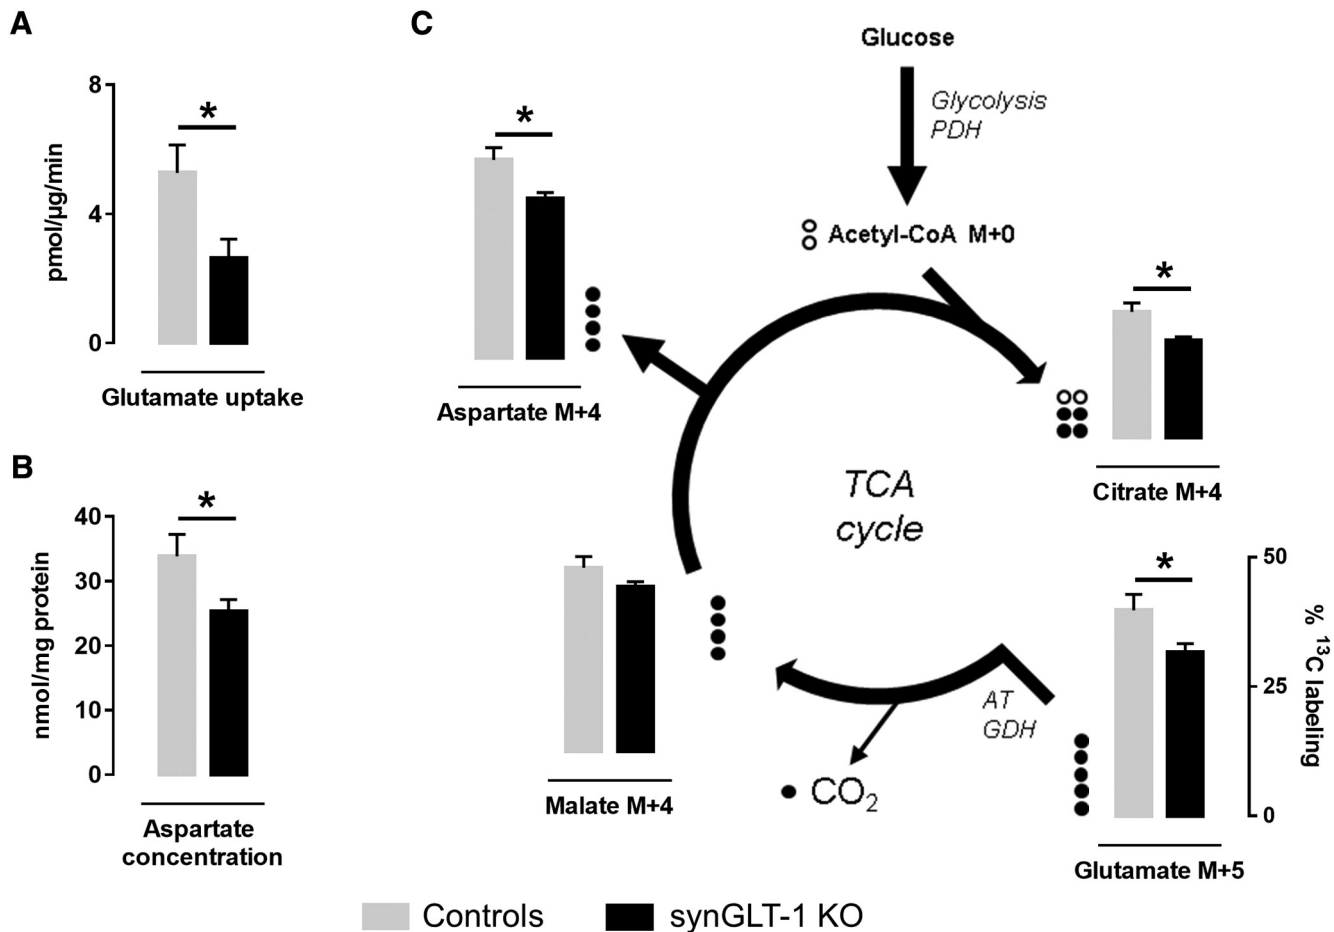 A
8
4
0
pmol/µg/min
*
Glutamate uptake
B
40
30
20
10
0
nmol/mg protein
*
Aspartate
concentration
C
Glucose
Glycolysis
PDH
Acetyl-CoA M+0
*
Aspartate M+4
*
Citrate M+4
TCA
cycle
Malate M+4
AT
GDH
CO₂
*
50
25
0
% ¹³C labeling
Glutamate M+5
Controls
synGLT-1 KO